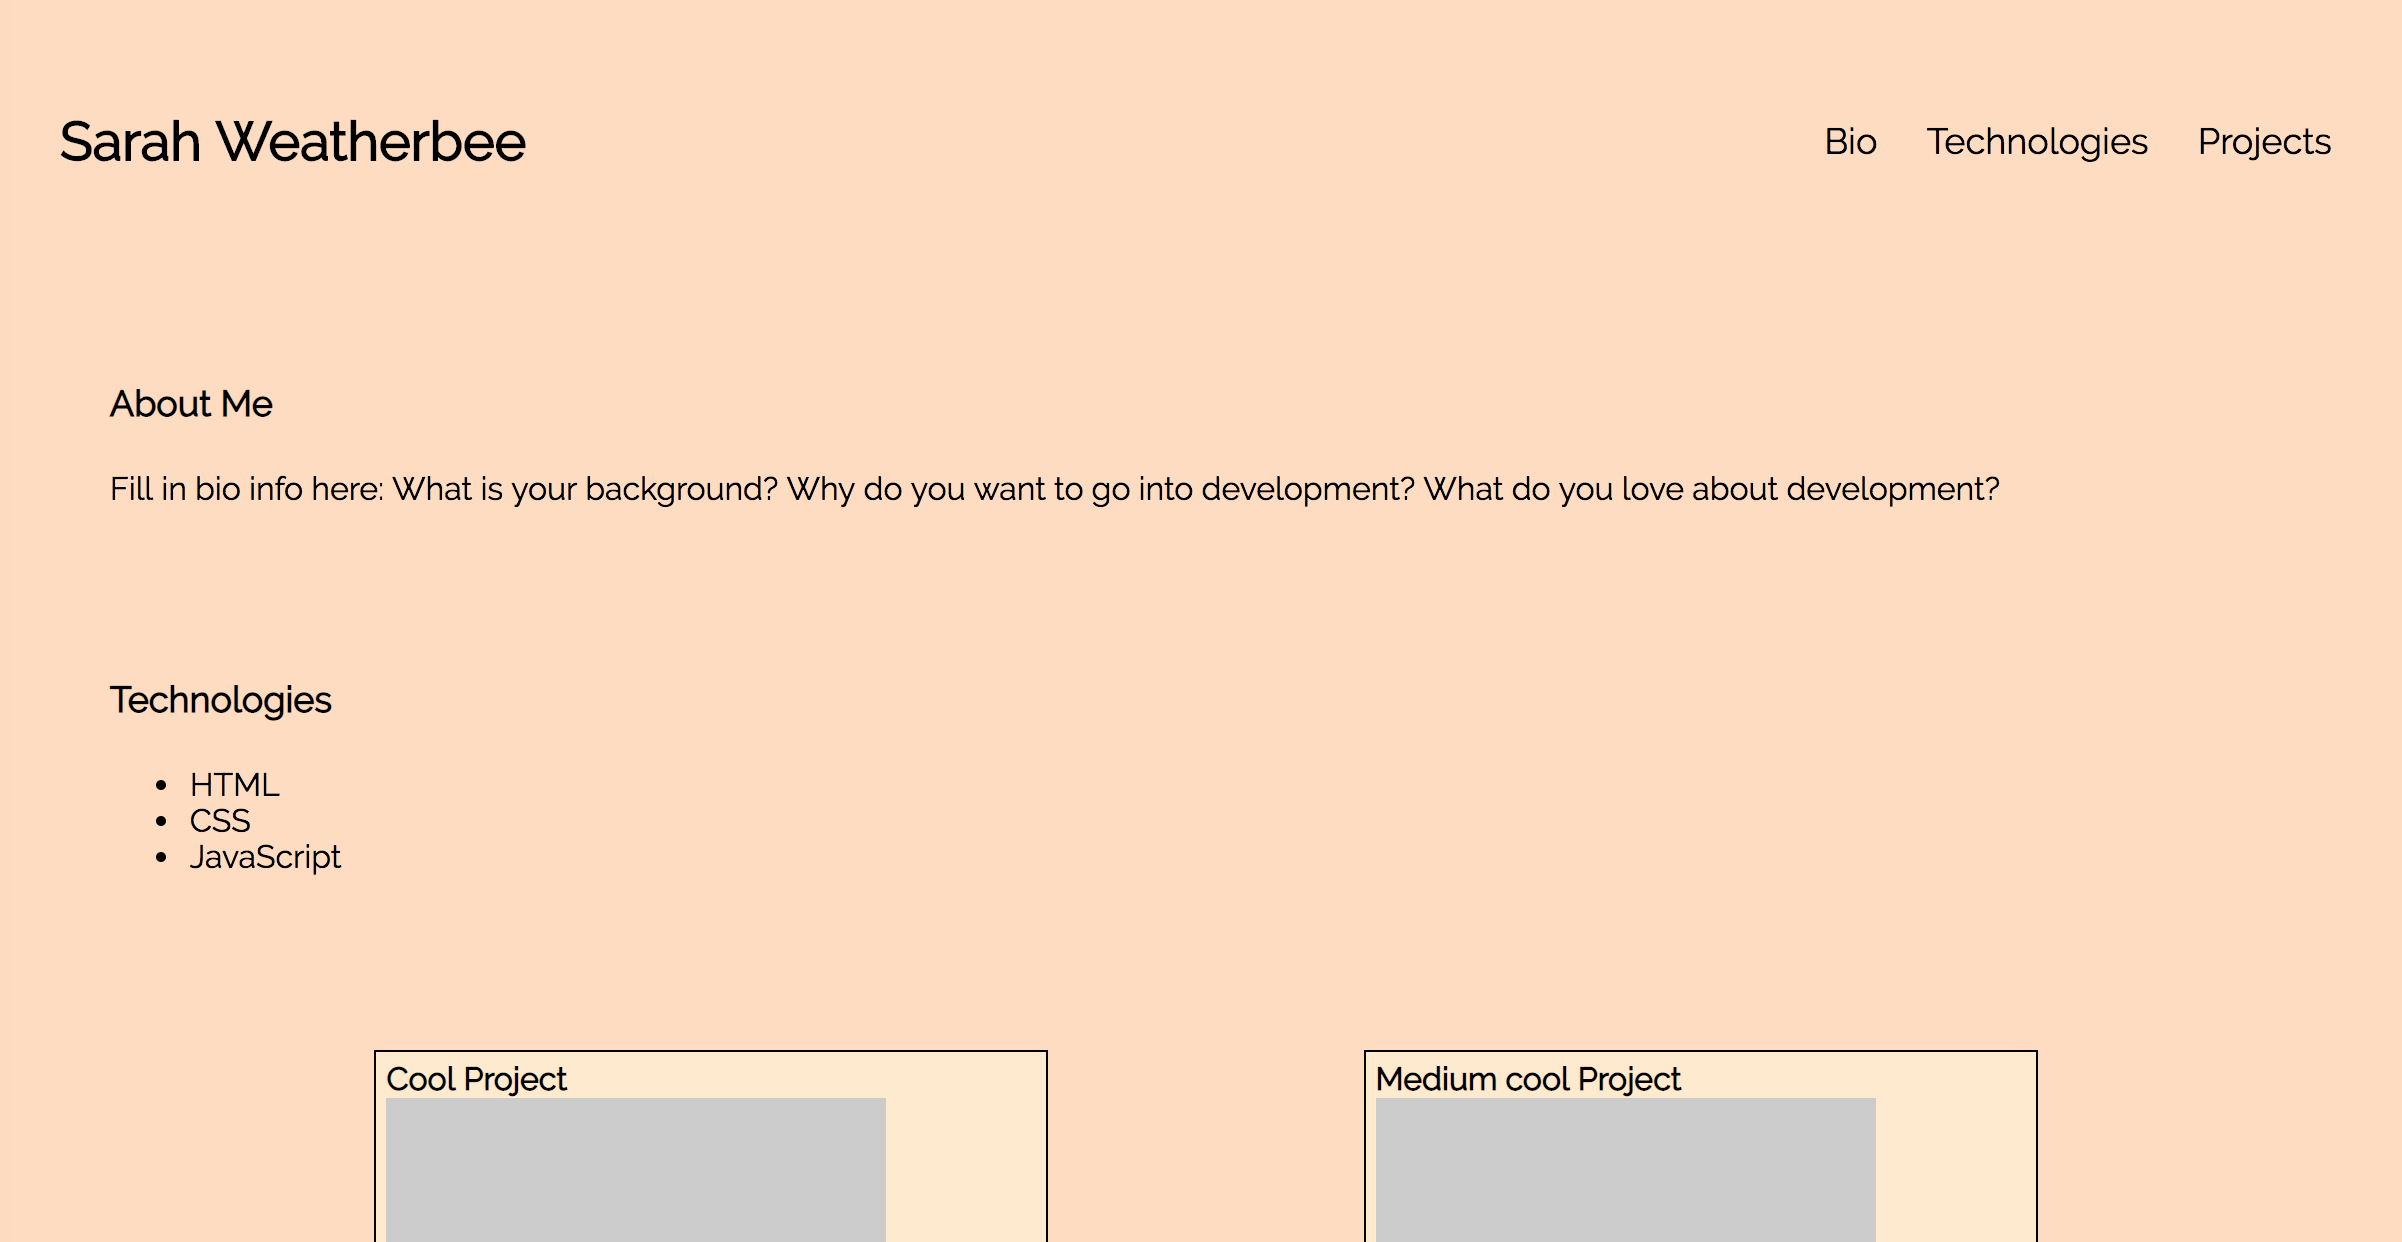 Sarah Weatherbee
Bio Technologies Projects
About Me
Fill in bio info here: What is your background? Why do you want to go into development? What do you love about development?
Technologies
HTML
CSS
JavaScript
Cool Project
Medium cool Project